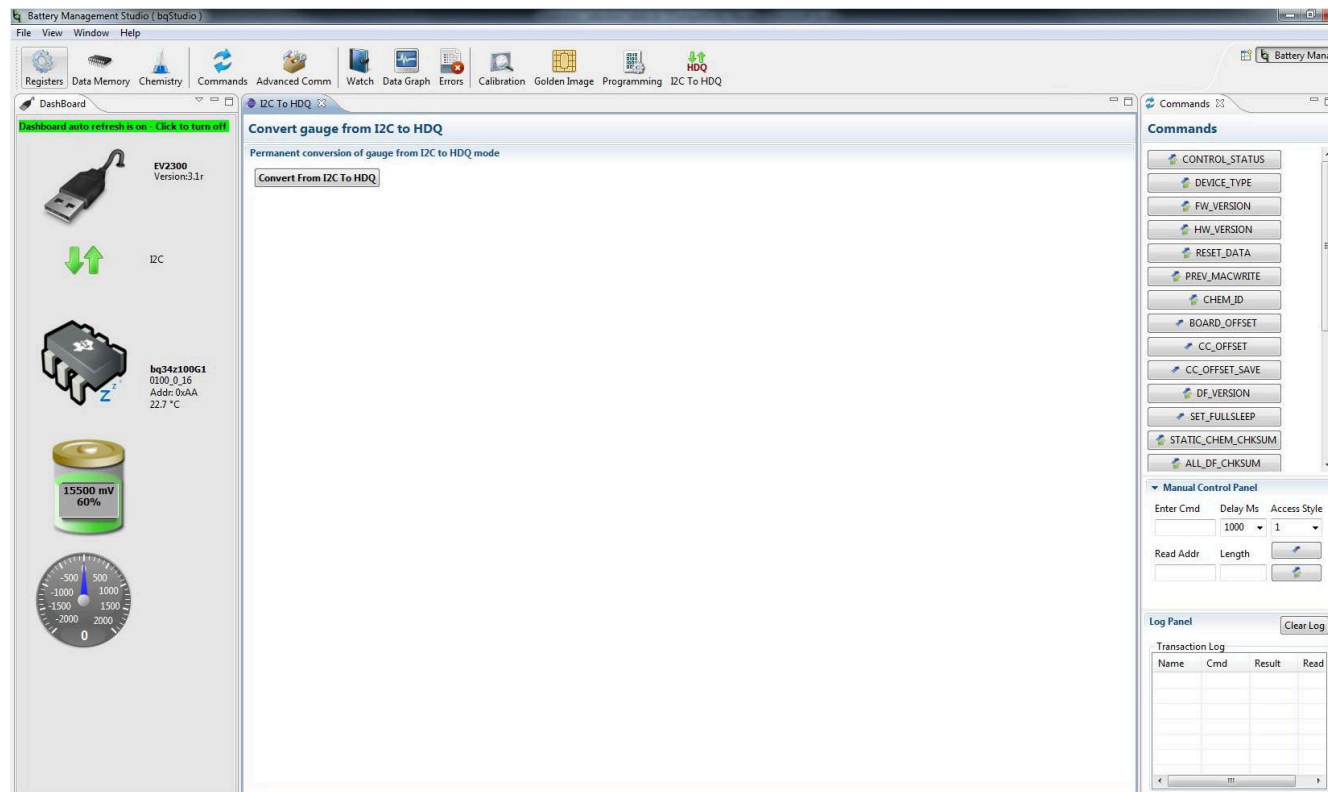 Battery Management Studio ( bqStudio )
File View Window Help
Registers Data Memory Chemistry Commands Advanced Comm Watch Data Graph Errors Calibration Golden Image Programming I2C To HDQ
HDQ
Battery Mana
DashBoard
Dashboard auto refresh is on - Click to turn off
EV2300
Version:3.1r
I2C
bq34z100G1
0100_0_16
Addr: 0xAA
22.7 °C
z z
15500 mV
60%
-500 500
-1000 1000
-1500 1500
-2000 2000
0
I2C To HDQ
Convert gauge from I2C to HDQ
Permanent conversion of gauge from I2C to HDQ mode
Convert From I2C To HDQ
Commands
Commands
CONTROL_STATUS
DEVICE_TYPE
FW_VERSION
HW_VERSION
RESET_DATA
PREV_MACWRITE
CHEM_ID
BOARD_OFFSET
CC_OFFSET
CC_OFFSET_SAVE
DF_VERSION
SET_FULLSLEEP
STATIC_CHEM_CHKSUM
ALL_DF_CHKSUM
Manual Control Panel
Enter Cmd Delay Ms Access Style
1000 1
Read Addr Length
Log Panel
Clear Log
Transaction Log
Name Cmd Result Read